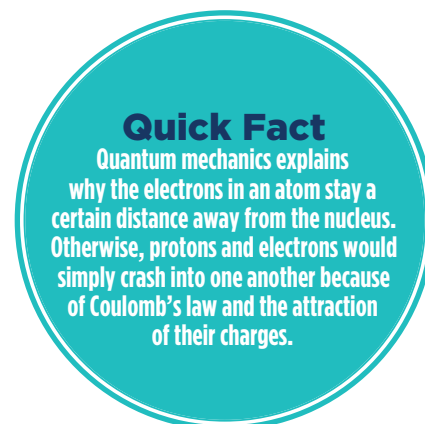 Quick Fact
Quantum mechanics explains
why the electrons in an atom stay a
certain distance away from the nucleus.
Otherwise, protons and electrons would
simply crash into one another because
of Coulomb's law and the attraction
of their charges.